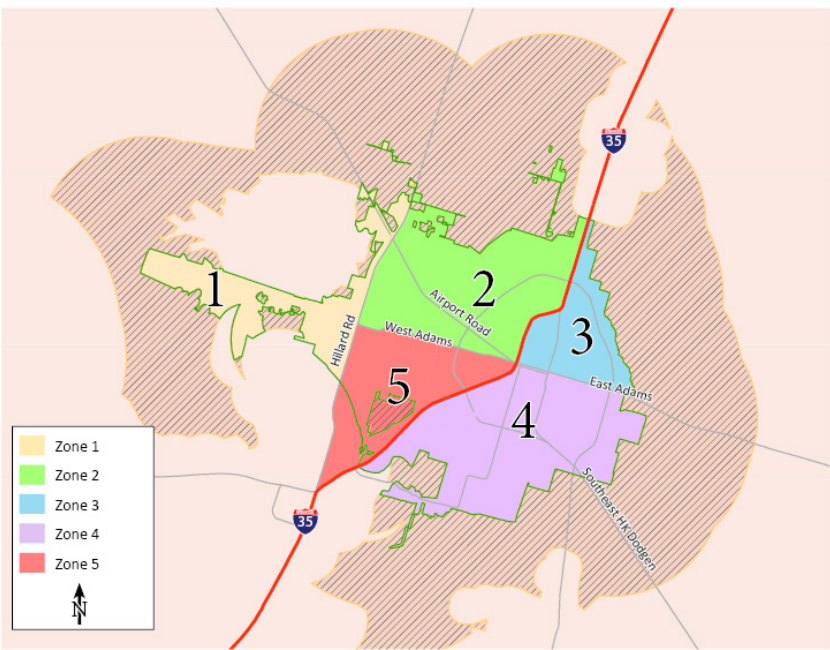 35
1
2
Airport Road
3
Hillard Rd
West Adams
5
East Adams
4
Southeast HK Dodgen
35
Zone 1
Zone 2
Zone 3
Zone 4
Zone 5
N